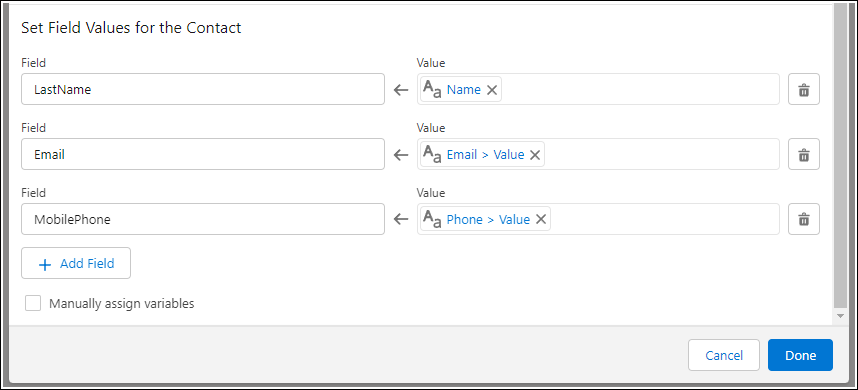 Set Field Values for the Contact
Field Value
LastName Aa Name
Field Value
Email Aa Email > Value
Field Value
MobilePhone Aa Phone > Value
+ Add Field
Manually assign variables
Cancel Done